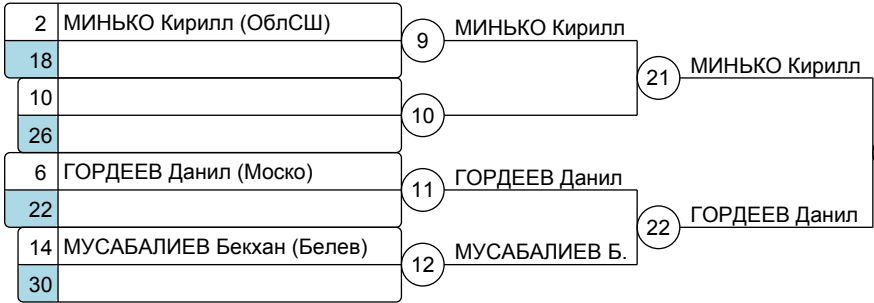 2 МИНЬКО Кирилл (ОблСШ)
18
9 МИНЬКО Кирилл
10
26
10
21 МИНЬКО Кирилл
6 ГОРДЕЕВ Данил (Моско)
22
11 ГОРДЕЕВ Данил
14 МУСАБАЛИЕВ Бекхан (Белев)
30
12 МУСАБАЛИЕВ Б.
22 ГОРДЕЕВ Данил